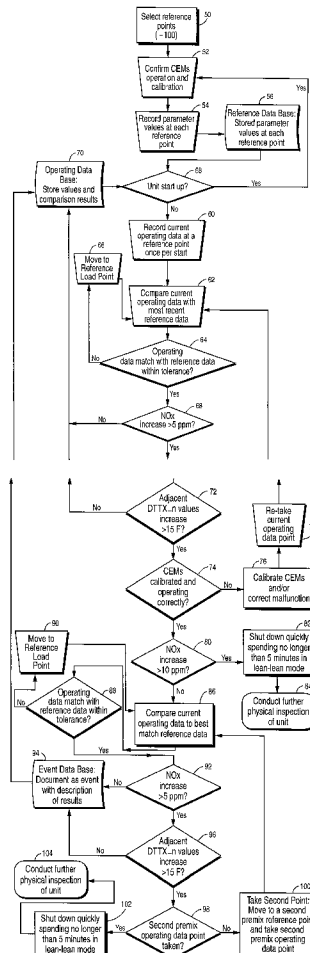 50
Select reference
points
(~100)
52
Confirm CEMs
operation and
calibration
Yes
54
56
Record parameter
values at each
reference
point
Reference Data Base:
Stored parameter
values at each
reference point
70
Operating Data
Base:
Store values and
comparison results
Unit start up?
Yes
No
60
Record current
operating data at a
reference point
once per start
66
Move to
Reference
Load Point
62
Compare current
operating data with
most recent
reference data
64
Operating
data match with reference data
within tolerance?
No
Yes
68
NOx
increase >5 ppm?
No
Yes
72
Adjacent
DTTX–n values
increase
>15 F?
No
Re-take
current
operating
data point
Yes
74
CEMs
calibrated and
operating
correctly?
No
76
Calibrate CEMs
and/or
correct malfunction
Yes
90
Move to
Reference
Load
Point
80
NOx
increase
>10 ppm?
Yes
82
Shut down quickly
spending no longer
than 5 minutes in
lean-lean mode
No
88
Operating
data match with
reference data within
tolerance?
No
86
Compare current
operating data to best
match reference data
84
Conduct further
physical inspection
of unit
Yes
94
Event Data Base:
Document as event
with description
of results
92
NOx
increase
>5 ppm?
No
Yes
104
Conduct further
physical inspection
of unit
96
Adjacent
DTTX–n values
increase
>15 F?
No
Yes
100
102
Shut down quickly
spending no longer
than 5 minutes in
lean-lean mode
Yes
98
Second premix
operating data point
taken?
No
Take Second Point:
Move to a second
premix reference point
and take second
premix operating
data point